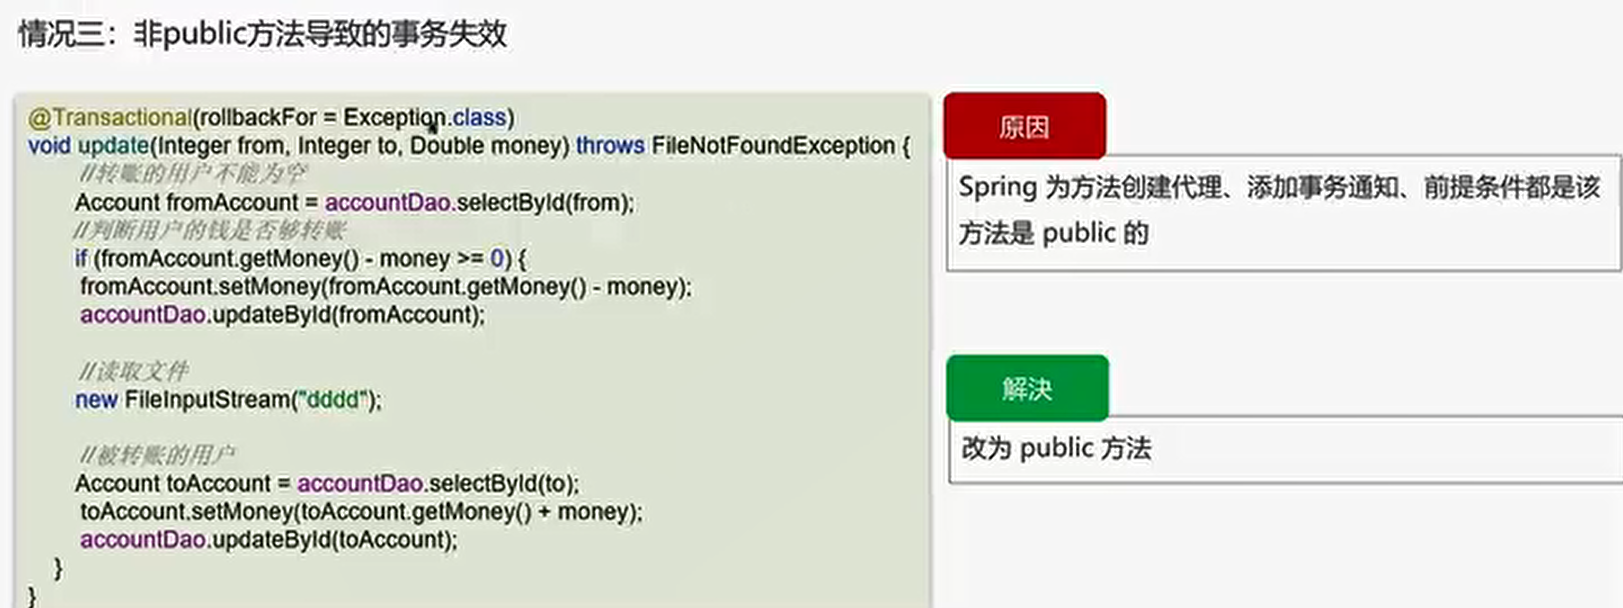 情况三：非public方法导致的事务失效
@Transactional(rollbackFor = Exception.class)
void update(Integer from, Integer to, Double money) throws FileNotFoundException {
//转账的用户不能为空
Account fromAccount = accountDao.selectById(from);
//判断用户的钱是否够转账
if (fromAccount.getMoney() - money >= 0) {
fromAccount.setMoney(fromAccount.getMoney() - money);
accountDao.updateById(fromAccount);
//读取文件
new FileInputStream("dddd");
//被转账的用户
Account toAccount = accountDao.selectById(to);
toAccount.setMoney(toAccount.getMoney() + money);
accountDao.updateById(toAccount);
}
}
原因
Spring 为方法创建代理、添加事务通知、前提条件都是该
方法是 public 的
解决
改为 public 方法